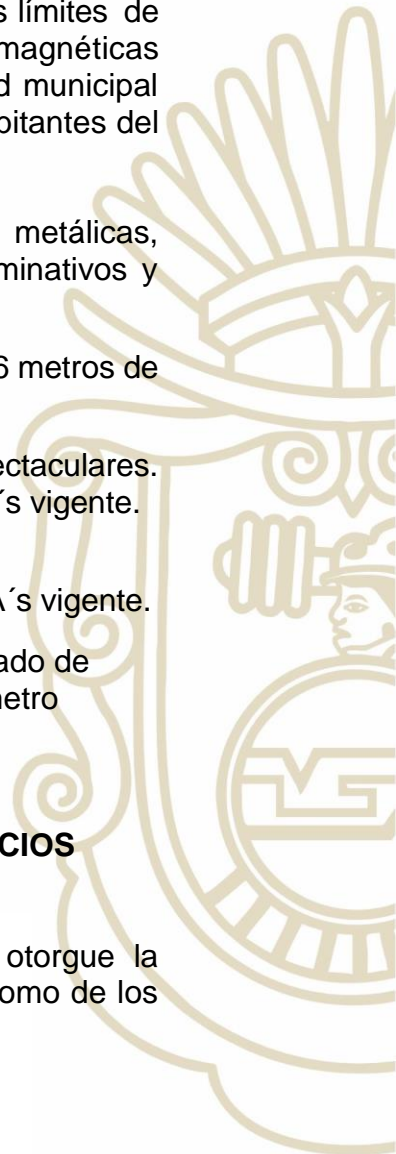 s límites de
magnéticas
d municipal
bitantes del
metálicas,
minativos y
6 metros de
ectaculares.
´s vigente.
A´s vigente.
ado de
netro
CIOS
otorgue la
omo de los